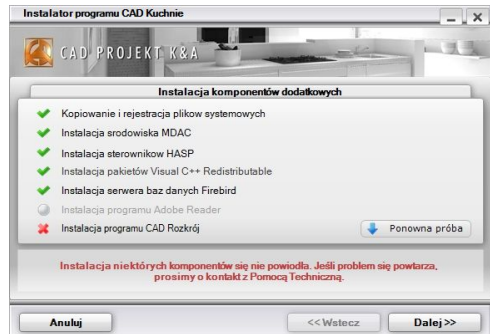 Instalator programu CAD Kuchnie
CAD PROJEKT K&A
Instalacja komponentów dodatkowych
Kopiowanie i rejestracja plikow systemowych
Instalacja srodowiska MDAC
Instalacja sterownikow HASP
Instalacja pakietów Visual C++ Redistributable
Instalacja serwera baz danych Firebird
Instalacja programu Adobe Reader
Instalacja programu CAD Rozkrój
Ponowna próba
Instalacja niektórych komponentów się nie powiodła. Jeśli problem się powtarza,
prosimy o kontakt z Pomocą Techniczną.
Anuluj
<< Wstecz
Dalej >>